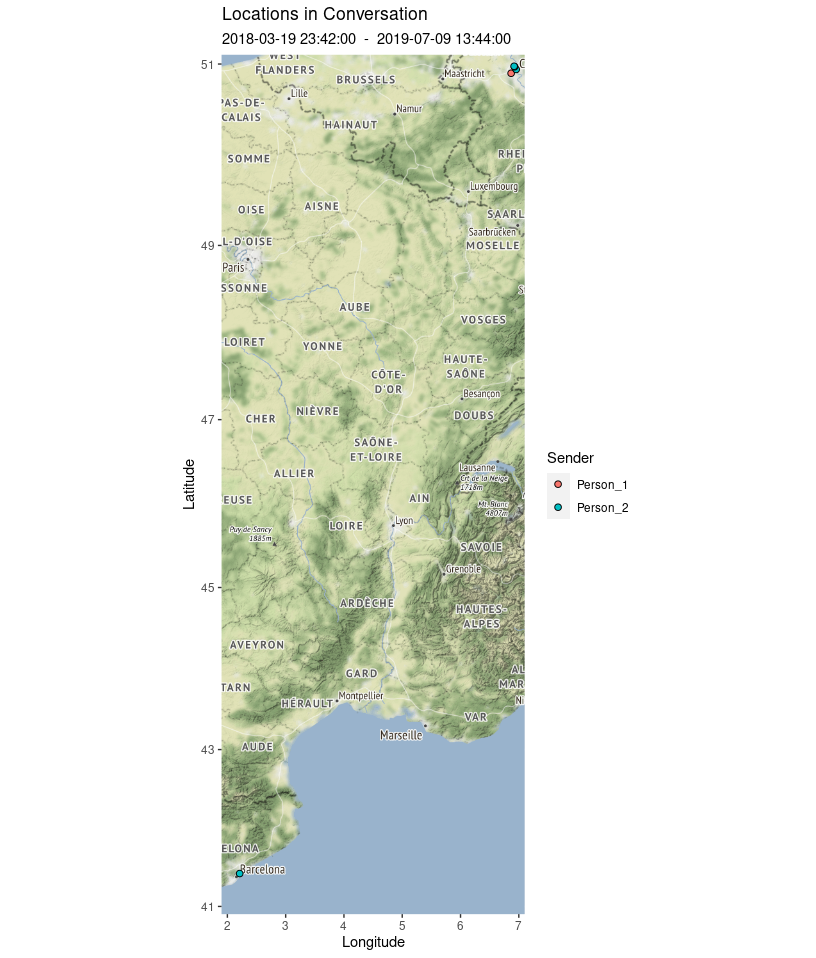 Locations in Conversation
2018-03-19 23:42:00 - 2019-07-09 13:44:00
51
49
47
45
43
41
Latitude
2 3 4 5 6 7
Longitude
Sender
Person_1
Person_2
WEST
FLANDERS
BRUSSELS
Maastricht
C
Lille
PAS-DE-
CALAIS
Namur
HAINAUT
SOMME
RHEI
P
Luxembourg
OISE
AISNE
SAARL
Saarbrücken
L-D'OISE
MOSELLE
Paris
SSONNE
S
AUBE
VOSGES
LOIRET
YONNE
HAUTE-
SAÔNE
CÔTE-
D'OR
Besançon
NIÈVRE
CHER
DOUBS
SAÔNE-
ET-LOIRE
Lausanne
ALLIER
Crt de la Neige
1718m
EUSE
AIN
Mt. Blanc
4807m
Lyon
LOIRE
Puy de Sancy
1885m
SAVOIE
Grenoble
ARDÈCHE
HAUTES-
ALPES
AVEYRON
GARD
AL
MAR
TARN
Montpellier
Ni
HÉRAULT
VAR
Marseille
AUDE
ELONA
Barcelona